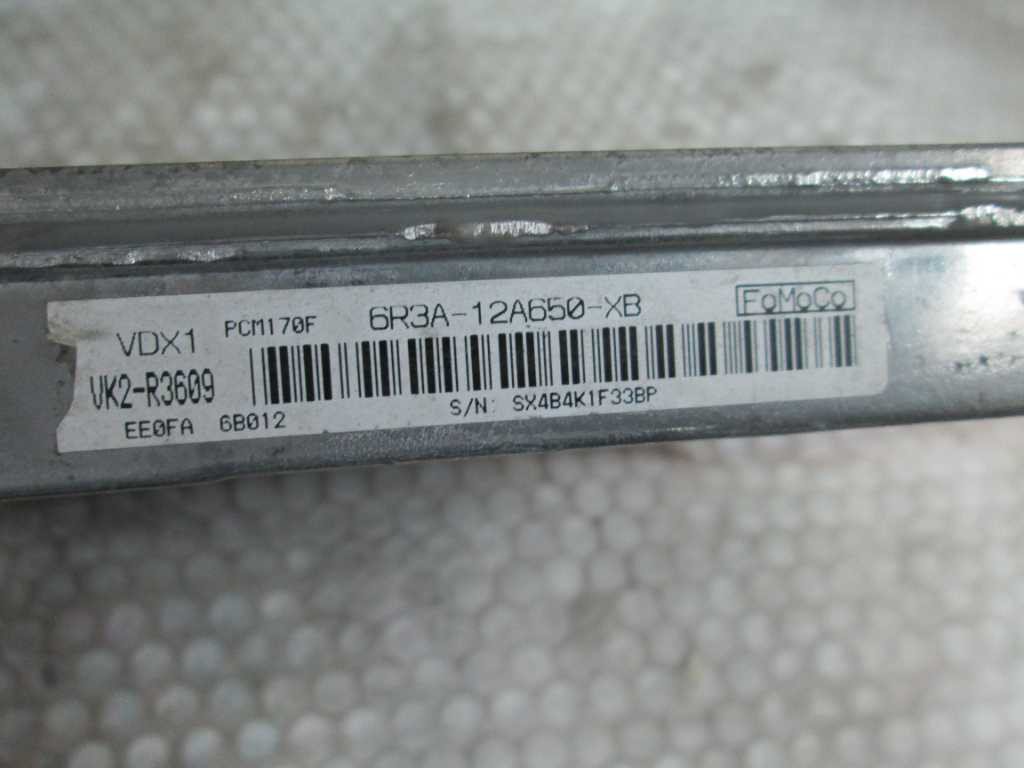 VDX1 PCM170F 6R3A-12A650-XB FoMoCo
VK2-R3609
EE0FA 6B012 S/N: SX4B4K1F33BP